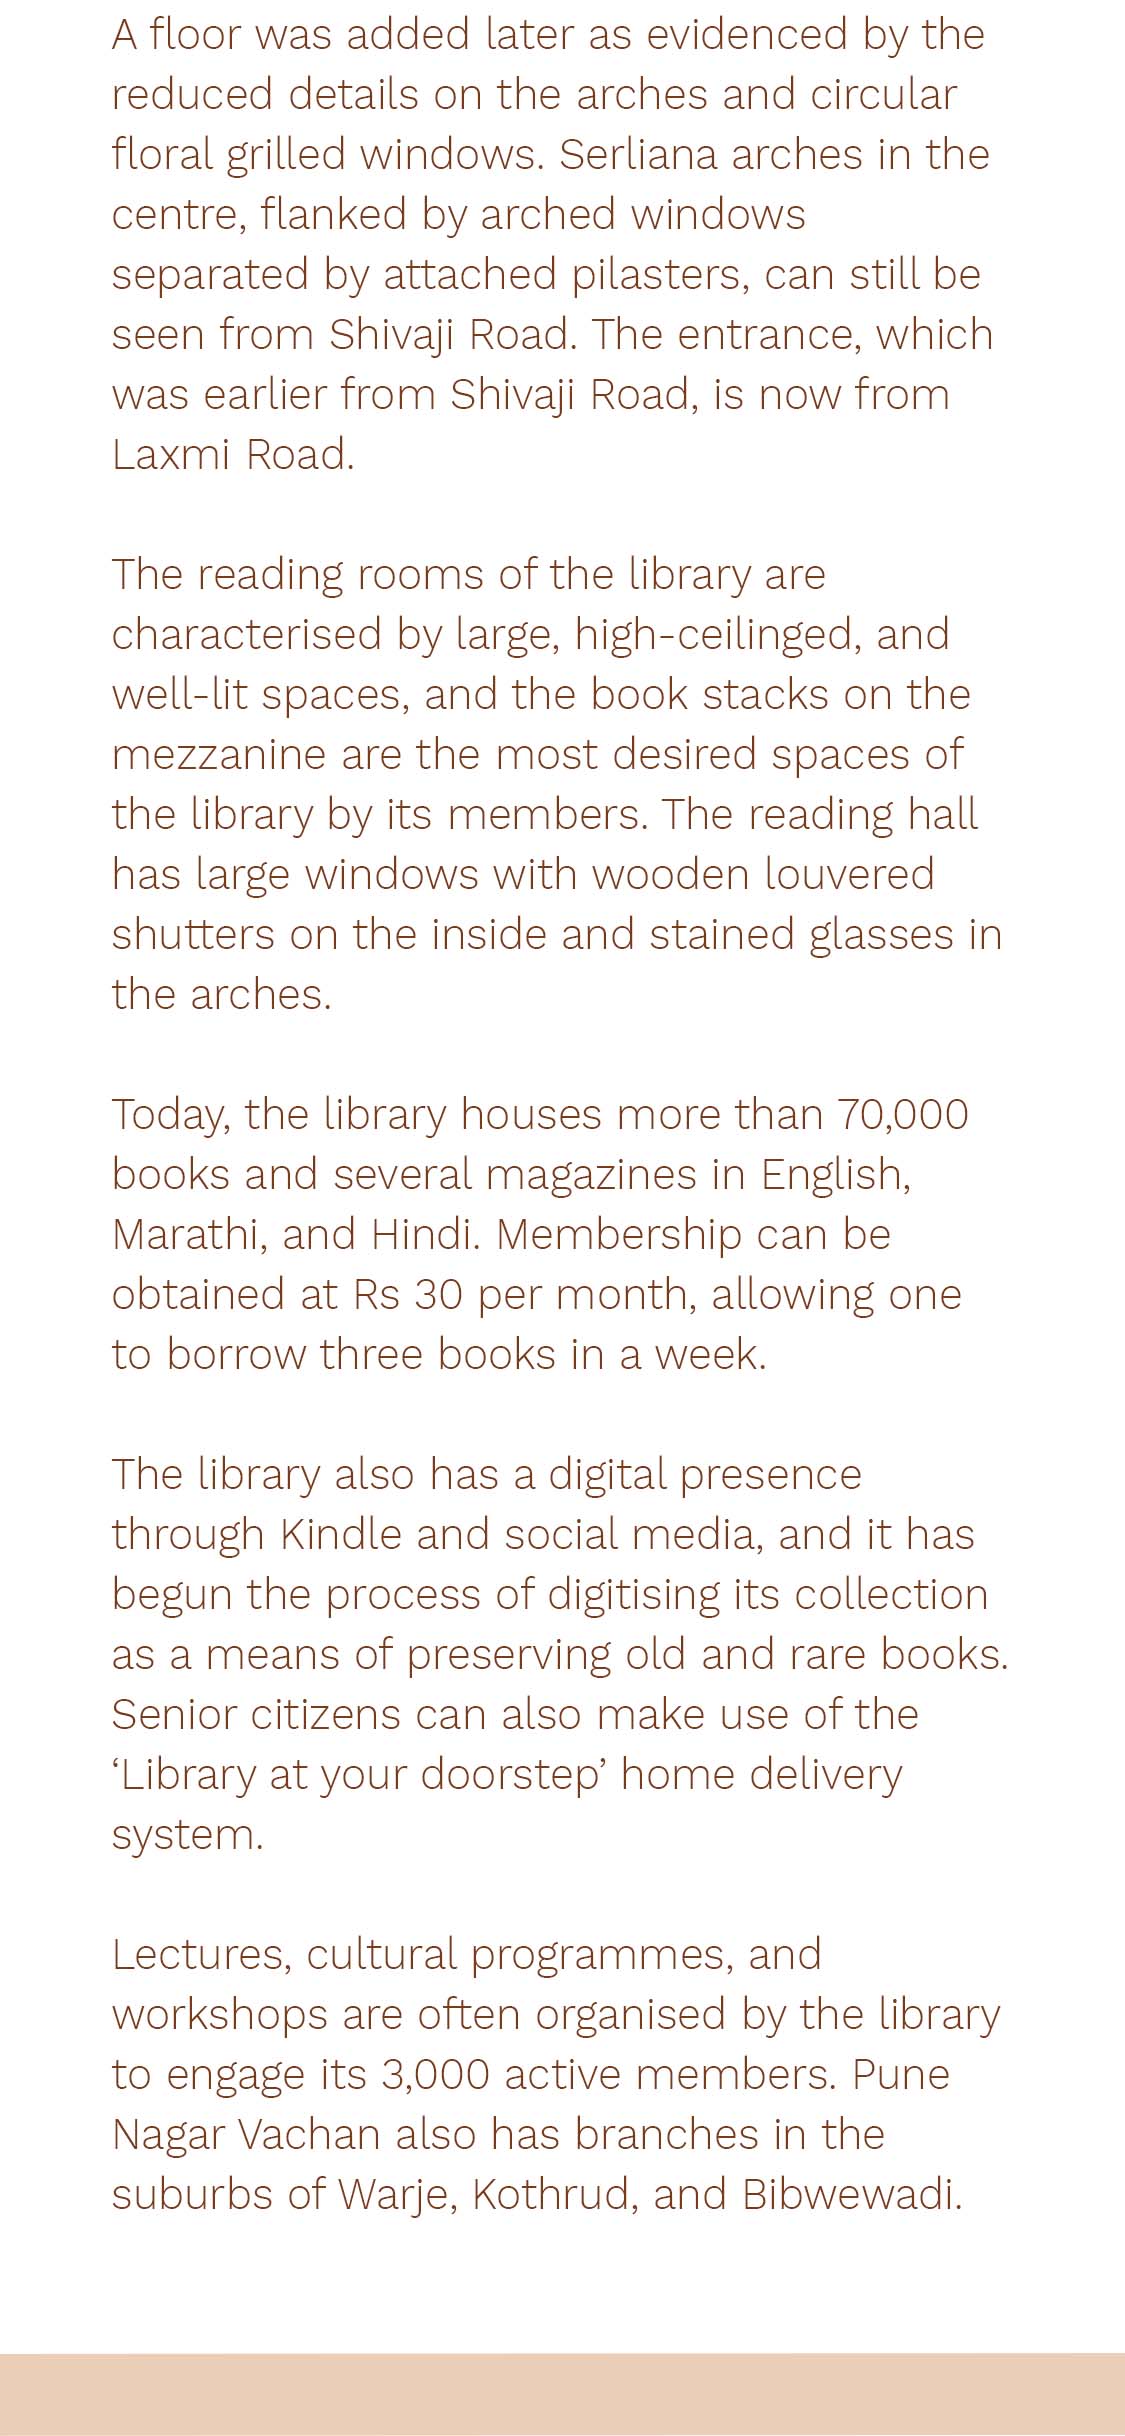 A floor was added later as evidenced by the
reduced details on the arches and circular
floral grilled windows. Serliana arches in the
centre, flanked by arched windows
separated by attached pilasters, can still be
seen from Shivaji Road. The entrance, which
was earlier from Shivaji Road, is now from
Laxmi Road.
The reading rooms of the library are
characterised by large, high-ceilinged, and
well-lit spaces, and the book stacks on the
mezzanine are the most desired spaces of
the library by its members. The reading hall
has large windows with wooden louvered
shutters on the inside and stained glasses in
the arches.
Today, the library houses more than 70,000
books and several magazines in English,
Marathi, and Hindi. Membership can be
obtained at Rs 30 per month, allowing one
to borrow three books in a week.
The library also has a digital presence
through Kindle and social media, and it has
begun the process of digitising its collection
as a means of preserving old and rare books.
Senior citizens can also make use of the
‘Library at your doorstep’ home delivery
system.
Lectures, cultural programmes, and
workshops are often organised by the library
to engage its 3,000 active members. Pune
Nagar Vachan also has branches in the
suburbs of Warje, Kothrud, and Bibwewadi.